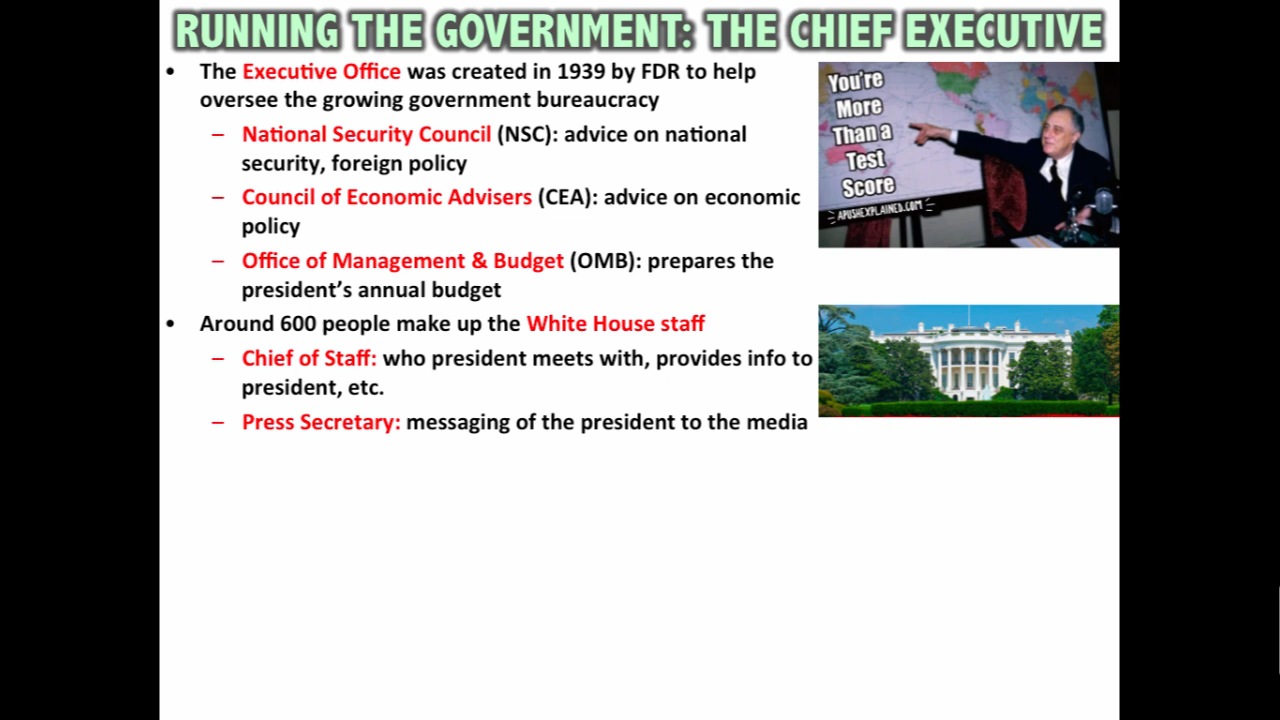 RUNNING THE GOVERNMENT: THE CHIEF EXECUTIVE
• The Executive Office was created in 1939 by FDR to help
oversee the growing government bureaucracy
– National Security Council (NSC): advice on national
security, foreign policy
– Council of Economic Advisers (CEA): advice on economic
policy
– Office of Management & Budget (OMB): prepares the
president’s annual budget
• Around 600 people make up the White House staff
– Chief of Staff: who president meets with, provides info to
president, etc.
– Press Secretary: messaging of the president to the media
You're
More
Than a
Test
Score
APUSHEXPLAINED.COM